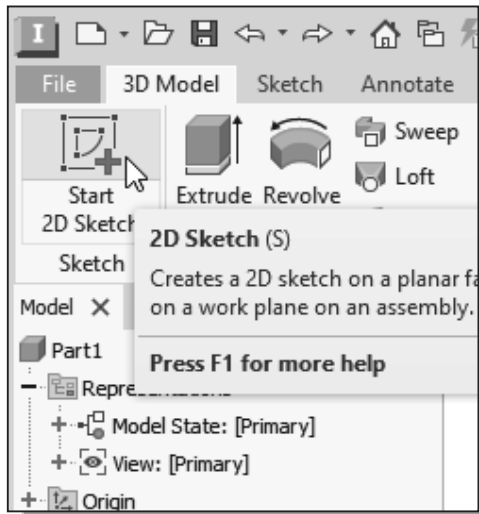 I
File 3D Model Sketch Annotate
Start
2D Sketch
Extrude Revolve
Sweep
Loft
Sketch
2D Sketch (S)
Creates a 2D sketch on a planar fa
on a work plane on an assembly.
Press F1 for more help
Model
Part1
Model State: [Primary]
View: [Primary]
Origin